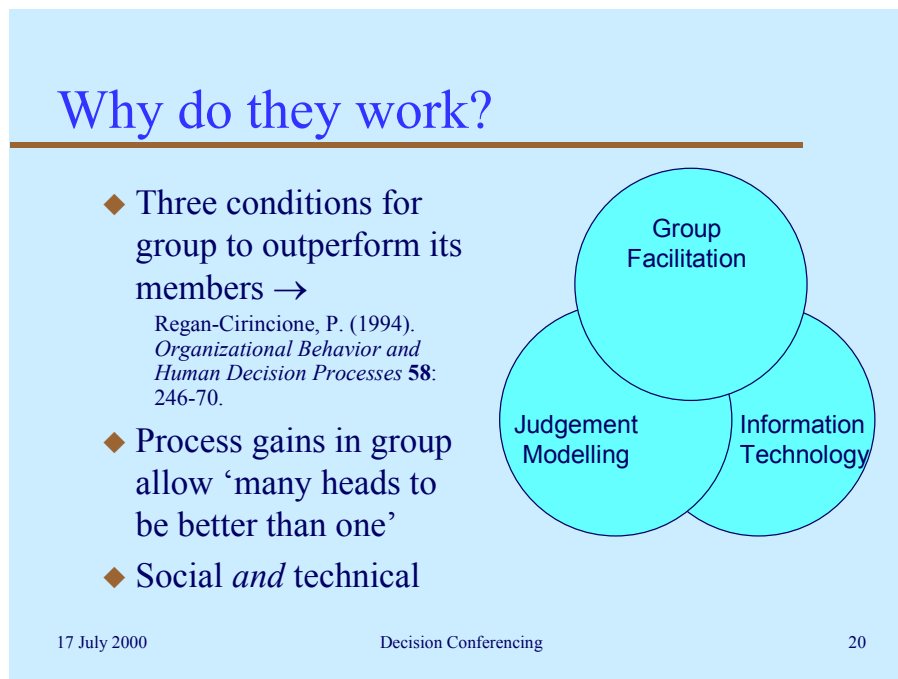 Why do they work?
◆ Three conditions for
group to outperform its
members →
Regan-Cirincione, P. (1994).
Organizational Behavior and
Human Decision Processes 58:
246-70.
◆ Process gains in group
allow ‘many heads to
be better than one’
◆ Social and technical
Group
Facilitation
Judgement
Modelling
Information
Technology
17 July 2000
Decision Conferencing
20